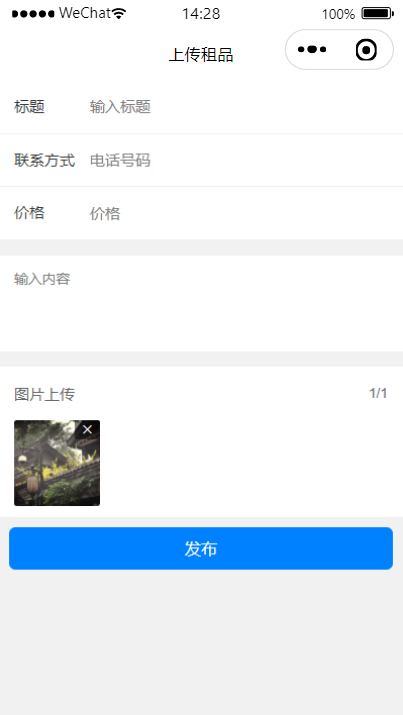 WeChat 14:28 100%
上传租品
标题 输入标题
联系方式 电话号码
价格 价格
输入内容
图片上传 1/1
发布